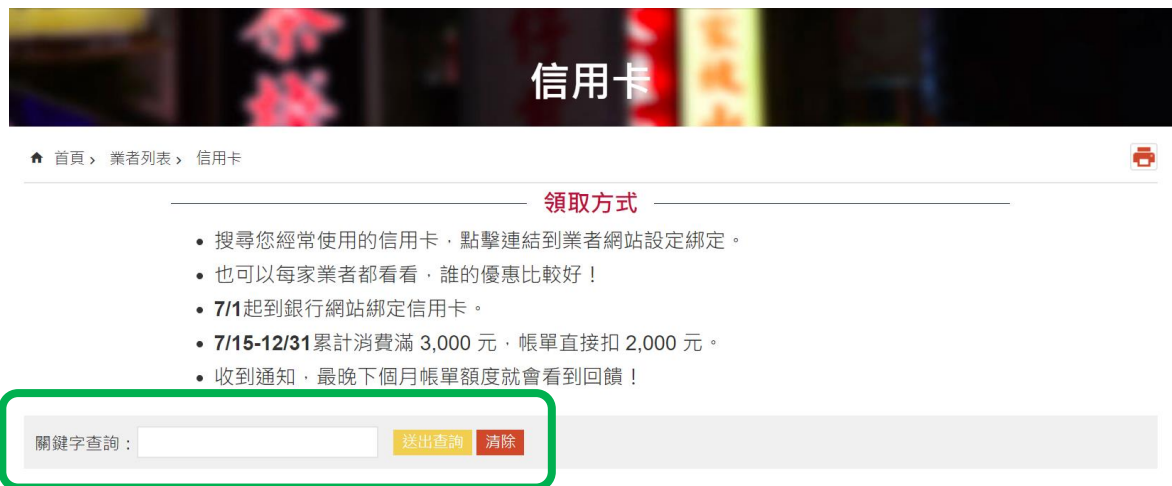 信用卡
首頁 › 業者列表 › 信用卡
領取方式
• 搜尋您經常使用的信用卡，點擊連結到業者網站設定綁定。
• 也可以每家業者都看看，誰的優惠比較好！
• 7/1起到銀行網站綁定信用卡。
• 7/15-12/31累計消費滿 3,000 元，帳單直接扣 2,000 元。
• 收到通知，最晚下個月帳單額度就會看到回饋！
關鍵字查詢： 送出查詢 清除